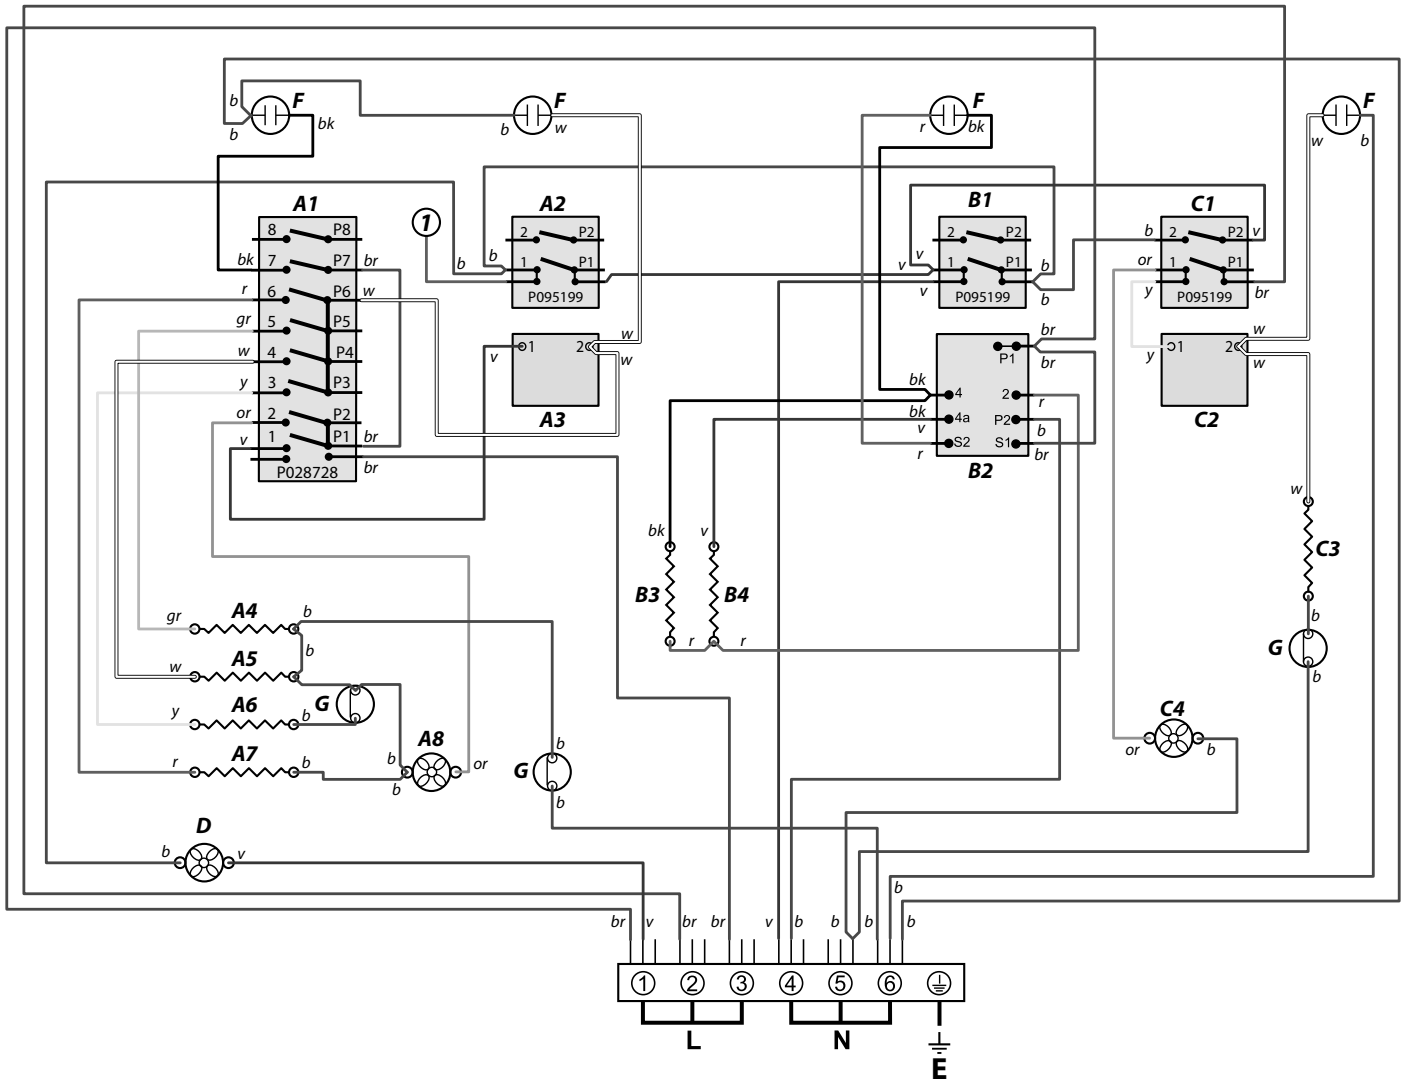 b F bk
b
b F w
r F bk
w F b
A1
8 P8
bk 7 P7 br
r 6 P6 w
gr 5 P5
w 4 P4
y 3 P3
or 2 P2
v 1 P1 br
br
P028728
1
A2
2 P2
b b 1 P1
P095199
v 1 2 w
w
A3
B1
2 P2
v v 1 P1 b
v b
P095199
P1 br
br
bk 4 2 r
bk 4a P2
v b
r S2 S1 br
B2
C1
b 2 P2 v
or 1 P1
y br
P095199
y 1 2 w
w
C2
bk v
B3 B4
r r
w
C3
b
G
b
gr A4 b
b
w A5
y A6 b G
r A7 b
b A8 or
b
b
G
b
C4
or b
D
b v
br v br br v b b b b b
1 2 3 4 5 6
L N E